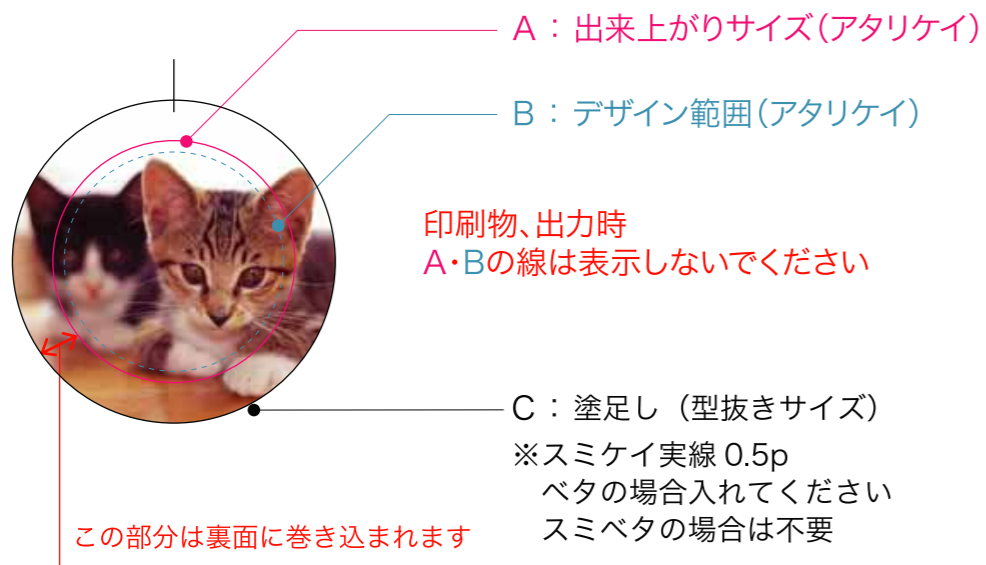 A：出来上がりサイズ（アタリケイ）
B：デザイン範囲（アタリケイ）
印刷物、出力時
A・Bの線は表示しないでください
C：塗足し（型抜きサイズ）
※スミケイ実線 0.5p
ベタの場合入れてください
スミベタの場合は不要
この部分は裏面に巻き込まれます